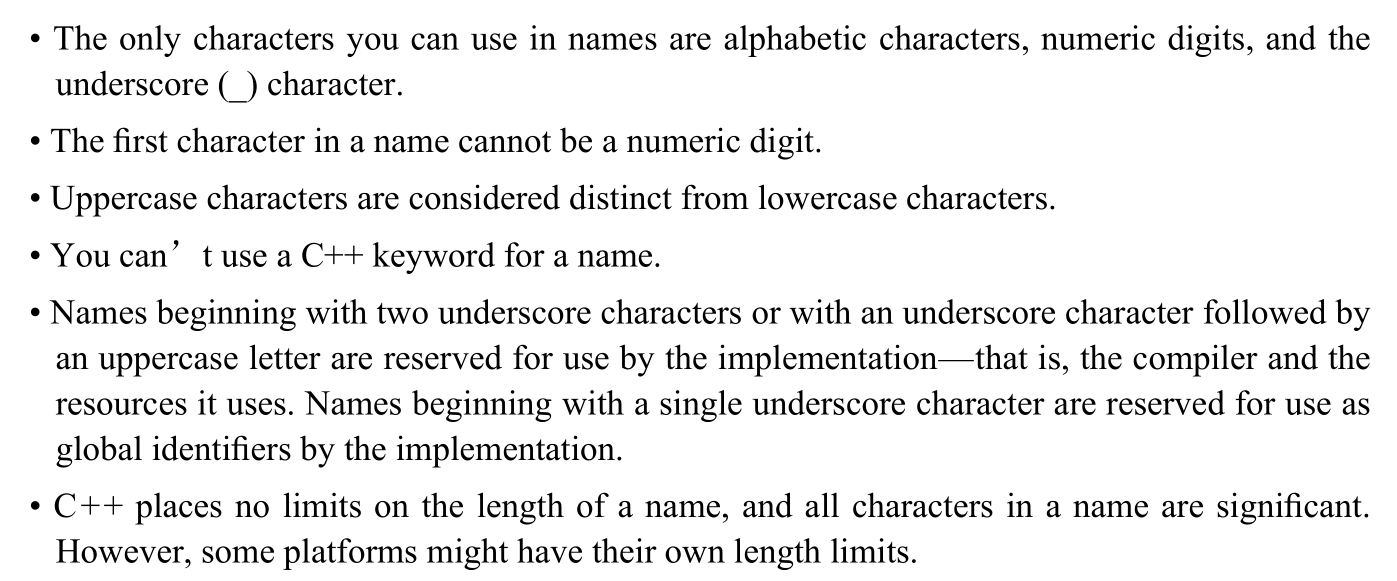 • The only characters you can use in names are alphabetic characters, numeric digits, and the
underscore (_) character.
• The first character in a name cannot be a numeric digit.
• Uppercase characters are considered distinct from lowercase characters.
• You can’t use a C++ keyword for a name.
• Names beginning with two underscore characters or with an underscore character followed by
an uppercase letter are reserved for use by the implementation—that is, the compiler and the
resources it uses. Names beginning with a single underscore character are reserved for use as
global identifiers by the implementation.
• C++ places no limits on the length of a name, and all characters in a name are significant.
However, some platforms might have their own length limits.